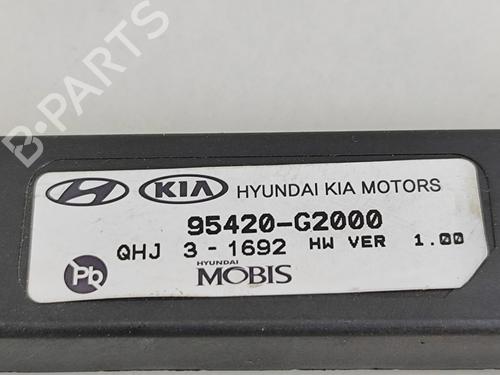 B-PARTS
KIA HYUNDAI KIA MOTORS
95420-G2000
QHJ 3-1692 HW VER 1.00
Pb HYUNDAI
MOBIS